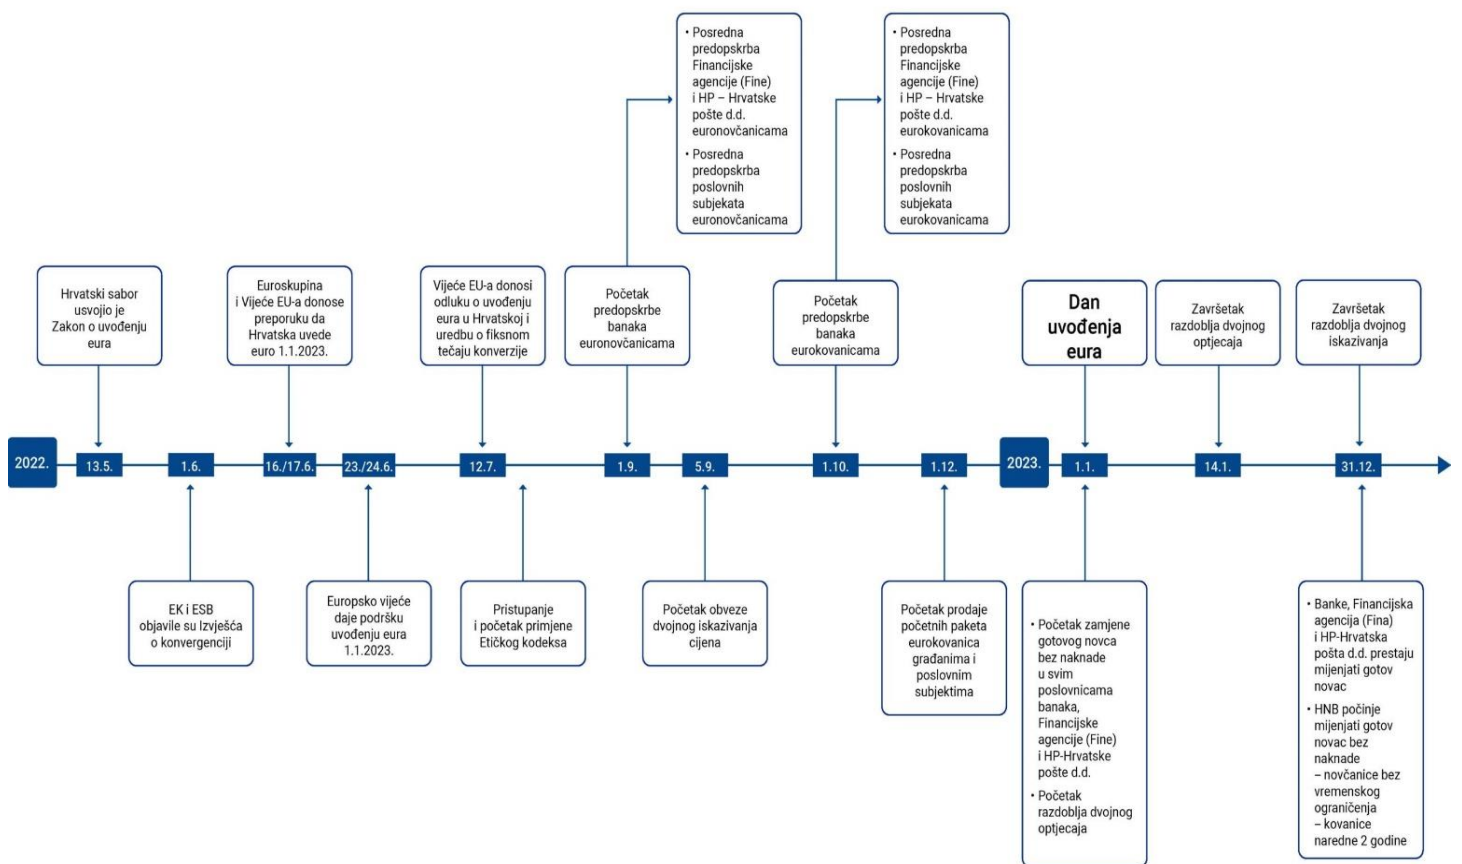 • Posredna
predopskrba
Financijske
agencije (Fine)
i HP – Hrvatske
pošte d.d.
euronovčanicama
• Posredna
predopskrba
poslovnih
subjekata
euronovčanicama
• Posredna
predopskrba
Financijske
agencije (Fine)
i HP – Hrvatske
pošte d.d.
eurokovanicama
• Posredna
predopskrba
poslovnih
subjekata
eurokovanicama
Hrvatski sabor
usvojio je
Zakon o uvođenju
eura
Euroskupina
i Vijeće EU-a donose
preporuku da
Hrvatska uvede
euro 1.1.2023.
Vijeće EU-a donosi
odluku o uvođenju
eura u Hrvatskoj i
uredbu o fiksnom
tečaju konverzije
Početak
predopskrbe
banaka
euronovčanicama
Početak
predopskrbe
banaka
eurokovanicama
Dan
uvođenja
eura
Završetak
razdoblja dvojnog
optjecaja
Završetak
razdoblja dvojnog
iskazivanja
2022.
13.5.
1.6.
16./17.6.
23./24.6.
12.7.
1.9.
5.9.
1.10.
1.12.
2023.
1.1.
14.1.
31.12.
EK i ESB
objavile su Izvješća
o konvergenciji
Europsko vijeće
daje podršku
uvođenju eura
1.1.2023.
Pristupanje
i početak primjene
Etičkog kodeksa
Početak obveze
dvojnog iskazivanja
cijena
Početak prodaje
početnih paketa
eurokovanica
građanima i
poslovnim
subjektima
• Početak zamjene
gotovog novca
bez naknade
u svim
poslovnicama
banaka,
Financijske
agencije (Fine)
i HP-Hrvatske
pošte d.d.
• Početak
razdoblja dvojnog
optjecaja
• Banke, Financijska
agencija (Fina)
i HP-Hrvatska
pošta d.d. prestaju
mijenjati gotov
novac
• HNB počinje
mijenjati gotov
novac bez
naknade
– novčanice bez
vremenskog
ograničenja
– kovanice
naredne 2 godine